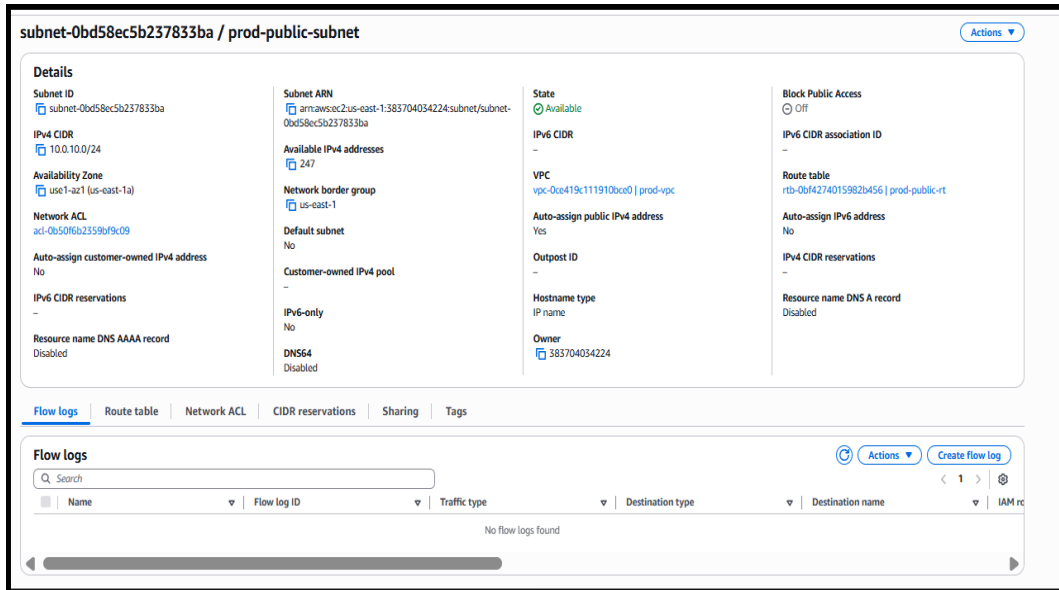 subnet-0bd58ec5b237833ba / prod-public-subnet
Actions
Details
Subnet ID
subnet-0bd58ec5b237833ba
IPv4 CIDR
10.0.10.0/24
Availability Zone
use1-az1 (us-east-1a)
Network ACL
acl-0b50f6b2359bf9c09
Auto-assign customer-owned IPv4 address
No
IPv6 CIDR reservations
–
Resource name DNS AAAA record
Disabled
Subnet ARN
arn:aws:ec2:us-east-1:383704034224:subnet/subnet-
0bd58ec5b237833ba
Available IPv4 addresses
247
Network border group
us-east-1
Default subnet
No
Customer-owned IPv4 pool
–
IPv6-only
No
DNS64
Disabled
State
Available
IPv6 CIDR
–
VPC
vpc-0ce419c111910bce0 | prod-vpc
Auto-assign public IPv4 address
Yes
Outpost ID
–
Hostname type
IP name
Owner
383704034224
Block Public Access
Off
IPv6 CIDR association ID
–
Route table
rtb-0bf4274015982b456 | prod-public-rt
Auto-assign IPv6 address
No
IPv4 CIDR reservations
–
Resource name DNS A record
Disabled
Flow logs Route table Network ACL CIDR reservations Sharing Tags
Flow logs
Actions
Create flow log
Search
1
Name Flow log ID Traffic type Destination type Destination name IAM ro
No flow logs found